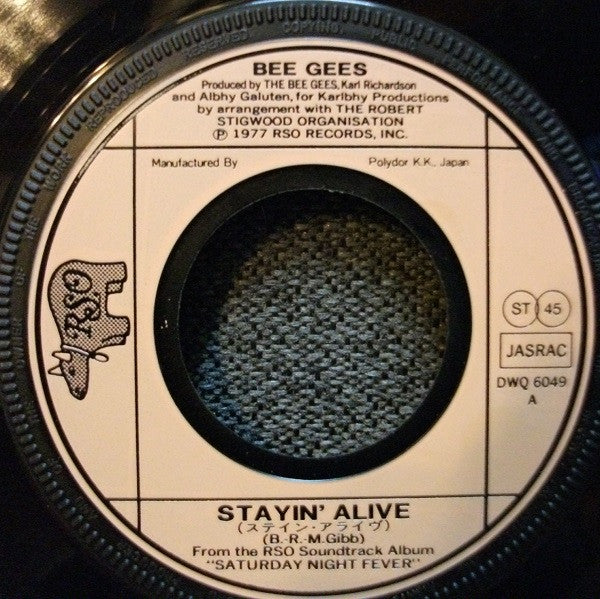 BEE GEES
Produced by THE BEE GEES, Karl Richardson
and Albhy Galuten, for Karlbhy Productions
by arrangement with THE ROBERT
STIGWOOD ORGANISATION
℗ 1977 RSO RECORDS, INC.
Manufactured By
Polydor K.K., Japan
RSO
ST 45
JASRAC
DWQ 6049
A
STAYIN' ALIVE
(ステイン・アライヴ)
(B.-R.-M.Gibb)
From the RSO Soundtrack Album
"SATURDAY NIGHT FEVER"